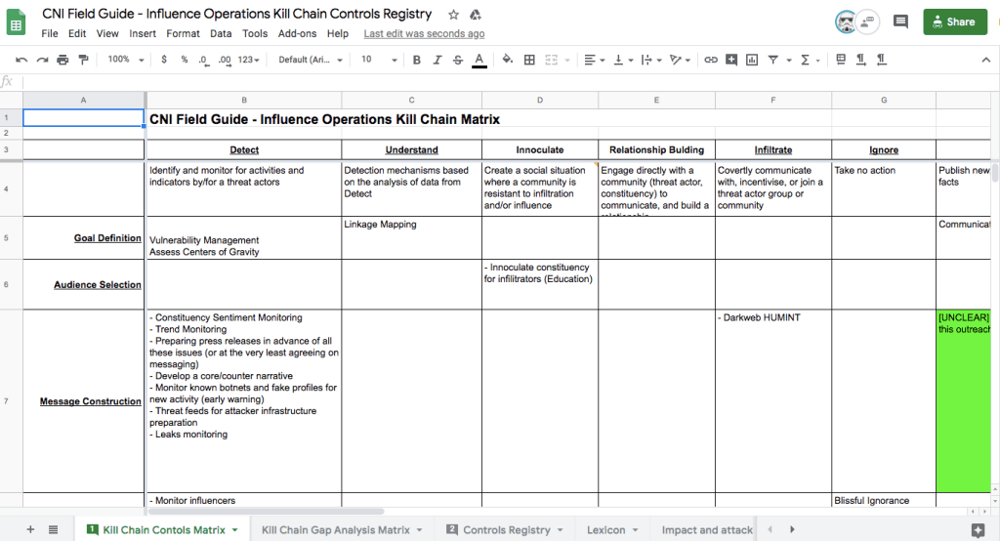 CNI Field Guide - Influence Operations Kill Chain Controls Registry
File Edit View Insert Format Data Tools Add-ons Help Last edit was seconds ago
Share
100% $ % .0 .00 123 Default (Ari... 10 B I S A
fx
A B C D E F G
1 CNI Field Guide - Influence Operations Kill Chain Matrix
2
3 Detect Understand Innoculate Relationship Bulding Infiltrate Ignore
4
Identify and monitor for activities and
indicators by/for a threat actors
Detection mechanisms based
on the analysis of data from
Detect
Create a social situation
where a community is
resistant to infiltration
and/or influence
Engage directly with a
community (threat actor,
constituency) to
communicate, and build a
relationship
Covertly communicate
with, incentivise, or join a
threat actor group or
community
Take no action
Publish new
facts
5 Goal Definition
Vulnerability Management
Assess Centers of Gravity
Linkage Mapping
Communicat
6 Audience Selection
- Innoculate constituency
for infilitrators (Education)
7 Message Construction
- Constituency Sentiment Monitoring
- Trend Monitoring
- Preparing press releases in advance of all
these issues (or at the very least agreeing on
messaging)
- Develop a core/counter narrative
- Monitor known botnets and fake profiles for
new activity (early warning)
- Threat feeds for attacker infrastructure
preparation
- Leaks monitoring
- Darkweb HUMINT
[UNCLEAR]
this outreach
- Monitor influencers
Blissful Ignorance
1 Kill Chain Contols Matrix Kill Chain Gap Analysis Matrix 2 Controls Registry Lexicon Impact and attack